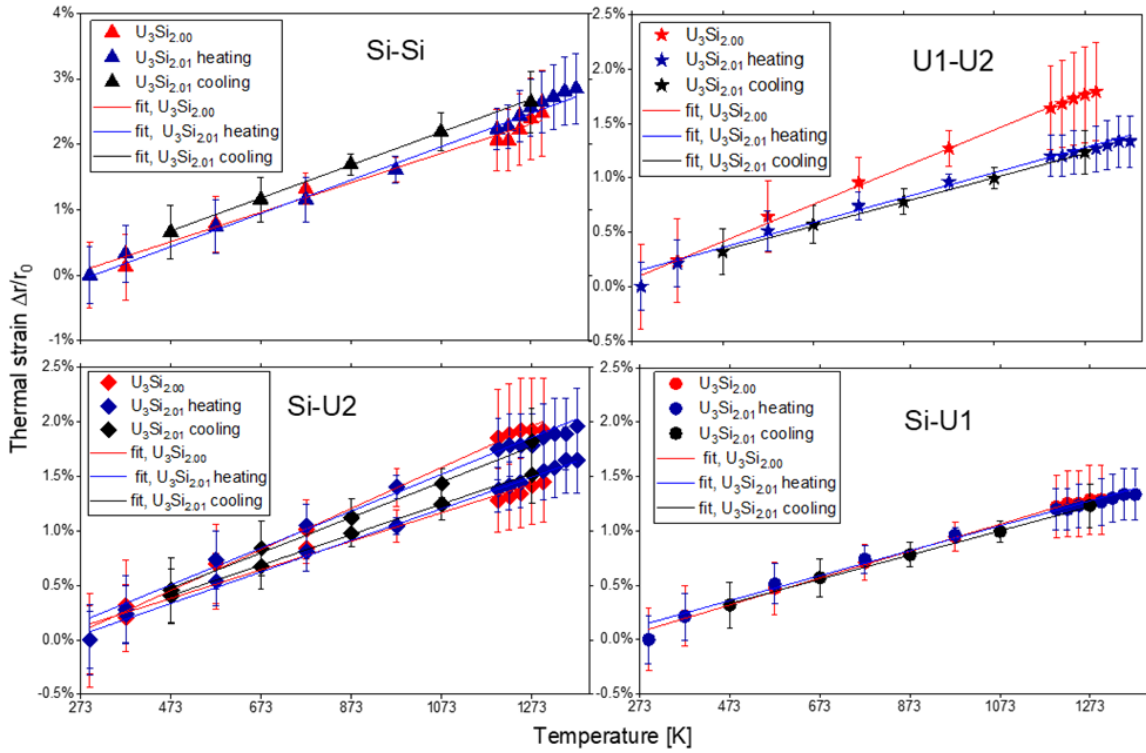 Thermal strain Δr/r₀
4%
3%
2%
1%
0%
-1%
U₃Si₂.₀₀
U₃Si₂.₀₁ heating
U₃Si₂.₀₁ cooling
fit, U₃Si₂.₀₀
fit, U₃Si₂.₀₁ heating
fit, U₃Si₂.₀₁ cooling
Si-Si
2.5%
2.0%
1.5%
1.0%
0.5%
0.0%
0.5%
U₃Si₂.₀₀
U₃Si₂.₀₁ heating
U₃Si₂.₀₁ cooling
fit, U₃Si₂.₀₀
fit, U₃Si₂.₀₁ heating
fit, U₃Si₂.₀₁ cooling
U1-U2
2.5%
2.0%
1.5%
1.0%
0.5%
0.0%
-0.5%
U₃Si₂.₀₀
U₃Si₂.₀₁ heating
U₃Si₂.₀₁ cooling
fit, U₃Si₂.₀₀
fit, U₃Si₂.₀₁ heating
fit, U₃Si₂.₀₁ cooling
Si-U2
273 473 673 873 1073 1273
2.0%
1.5%
1.0%
0.5%
0.0%
-0.5%
U₃Si₂.₀₀
U₃Si₂.₀₁ heating
U₃Si₂.₀₁ cooling
fit, U₃Si₂.₀₀
fit, U₃Si₂.₀₁ heating
fit, U₃Si₂.₀₁ cooling
Si-U1
273 473 673 873 1073 1273
Temperature [K]